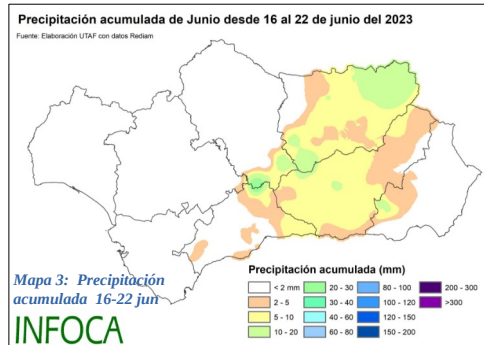 Precipitación acumulada de Junio desde 16 al 22 de junio del 2023
Fuente: Elaboración UTAF con datos Rediam
Mapa 3:  Precipitación
acumulada  16-22 jun
INFOCA
Precipitación acumulada (mm)
< 2 mm
2 - 5
5 - 10
10 - 20
20 - 30
30 - 40
40 - 60
60 - 80
80 - 100
100 - 120
120 - 150
150 - 200
200 - 300
>300